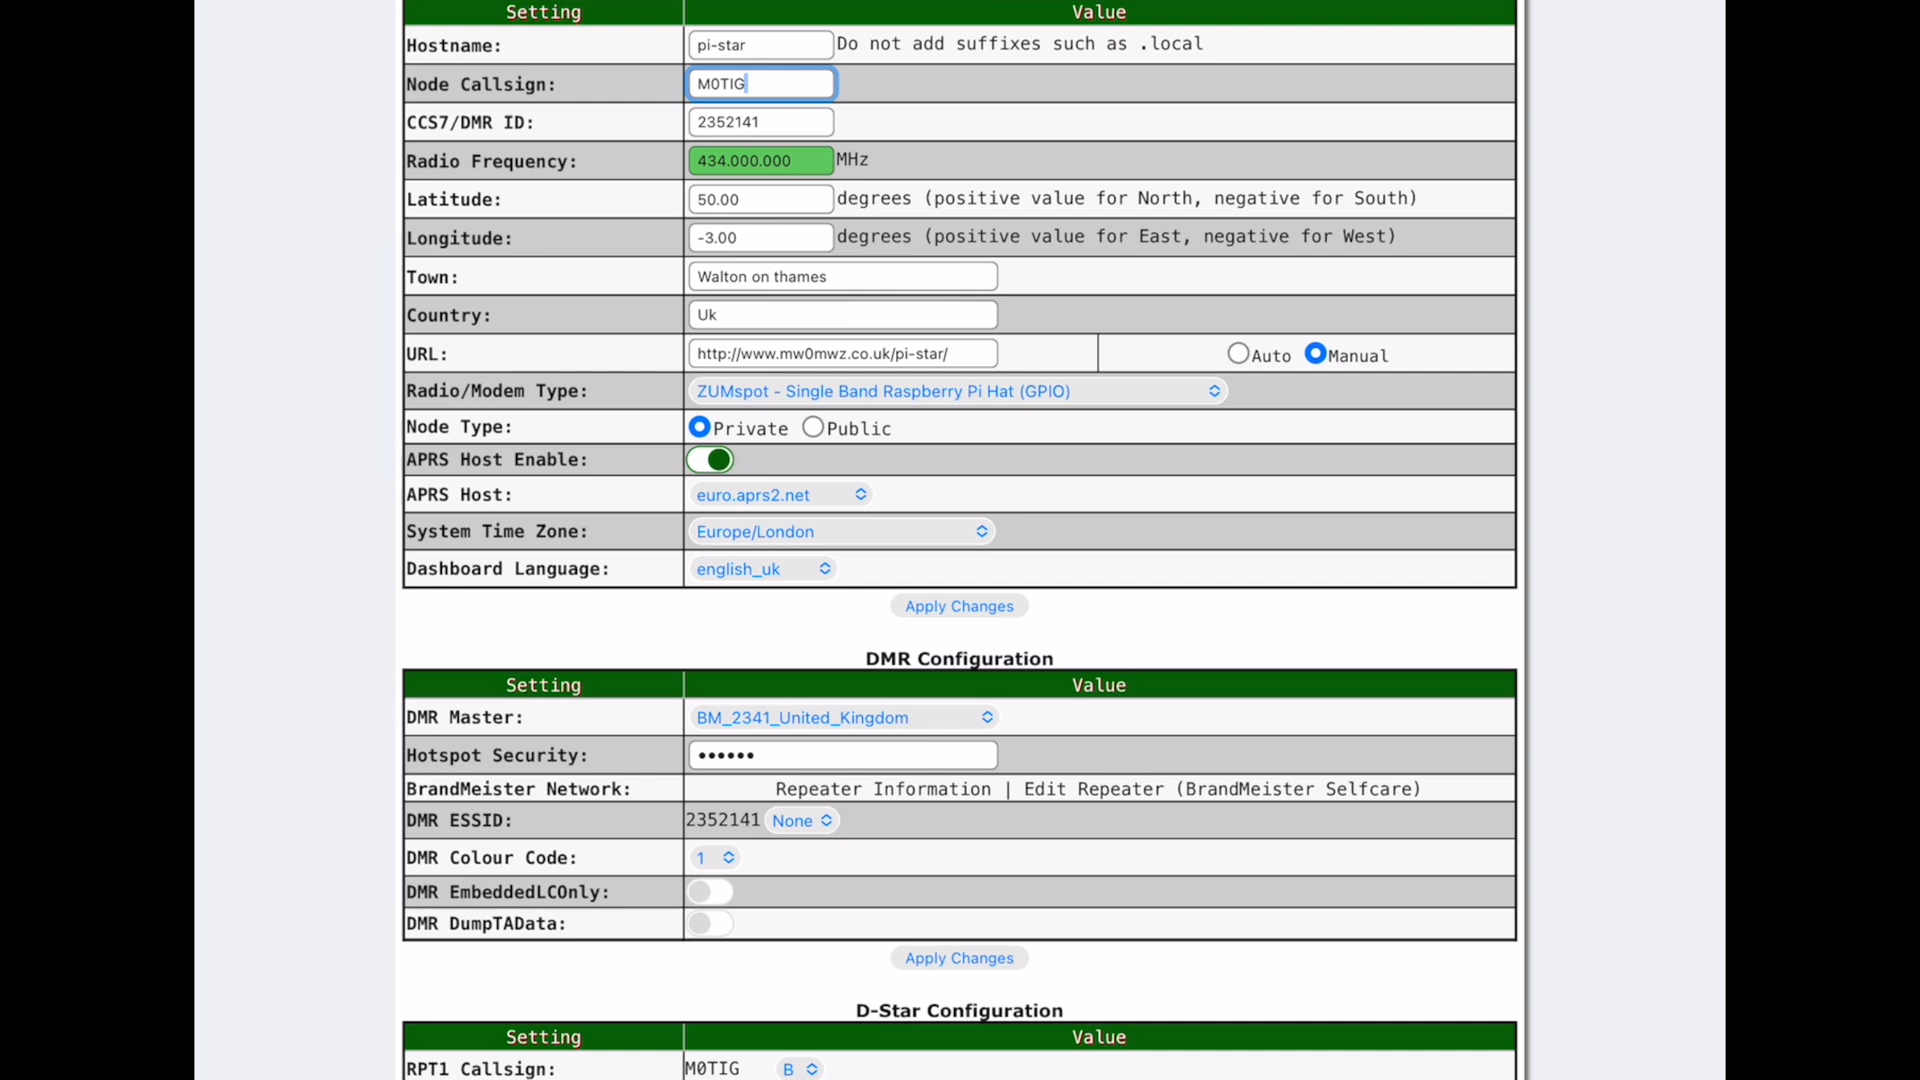 Setting Value
Hostname: pi-star Do not add suffixes such as .local
Node Callsign: M0TIG
CCS7/DMR ID: 2352141
Radio Frequency: 434.000.000 MHz
Latitude: 50.00 degrees (positive value for North, negative for South)
Longitude: -3.00 degrees (positive value for East, negative for West)
Town: Walton on thames
Country: Uk
URL: http://www.mw0mwz.co.uk/pi-star/ Auto Manual
Radio/Modem Type: ZUMspot - Single Band Raspberry Pi Hat (GPIO)
Node Type: Private Public
APRS Host Enable:
APRS Host: euro.aprs2.net
System Time Zone: Europe/London
Dashboard Language: english_uk
Apply Changes
DMR Configuration
Setting Value
DMR Master: BM_2341_United_Kingdom
Hotspot Security: ••••••
BrandMeister Network: Repeater Information | Edit Repeater (BrandMeister Selfcare)
DMR ESSID: 2352141 None
DMR Colour Code: 1
DMR EmbeddedLCOnly:
DMR DumpTAData:
Apply Changes
D-Star Configuration
Setting Value
RPT1 Callsign: M0TIG B